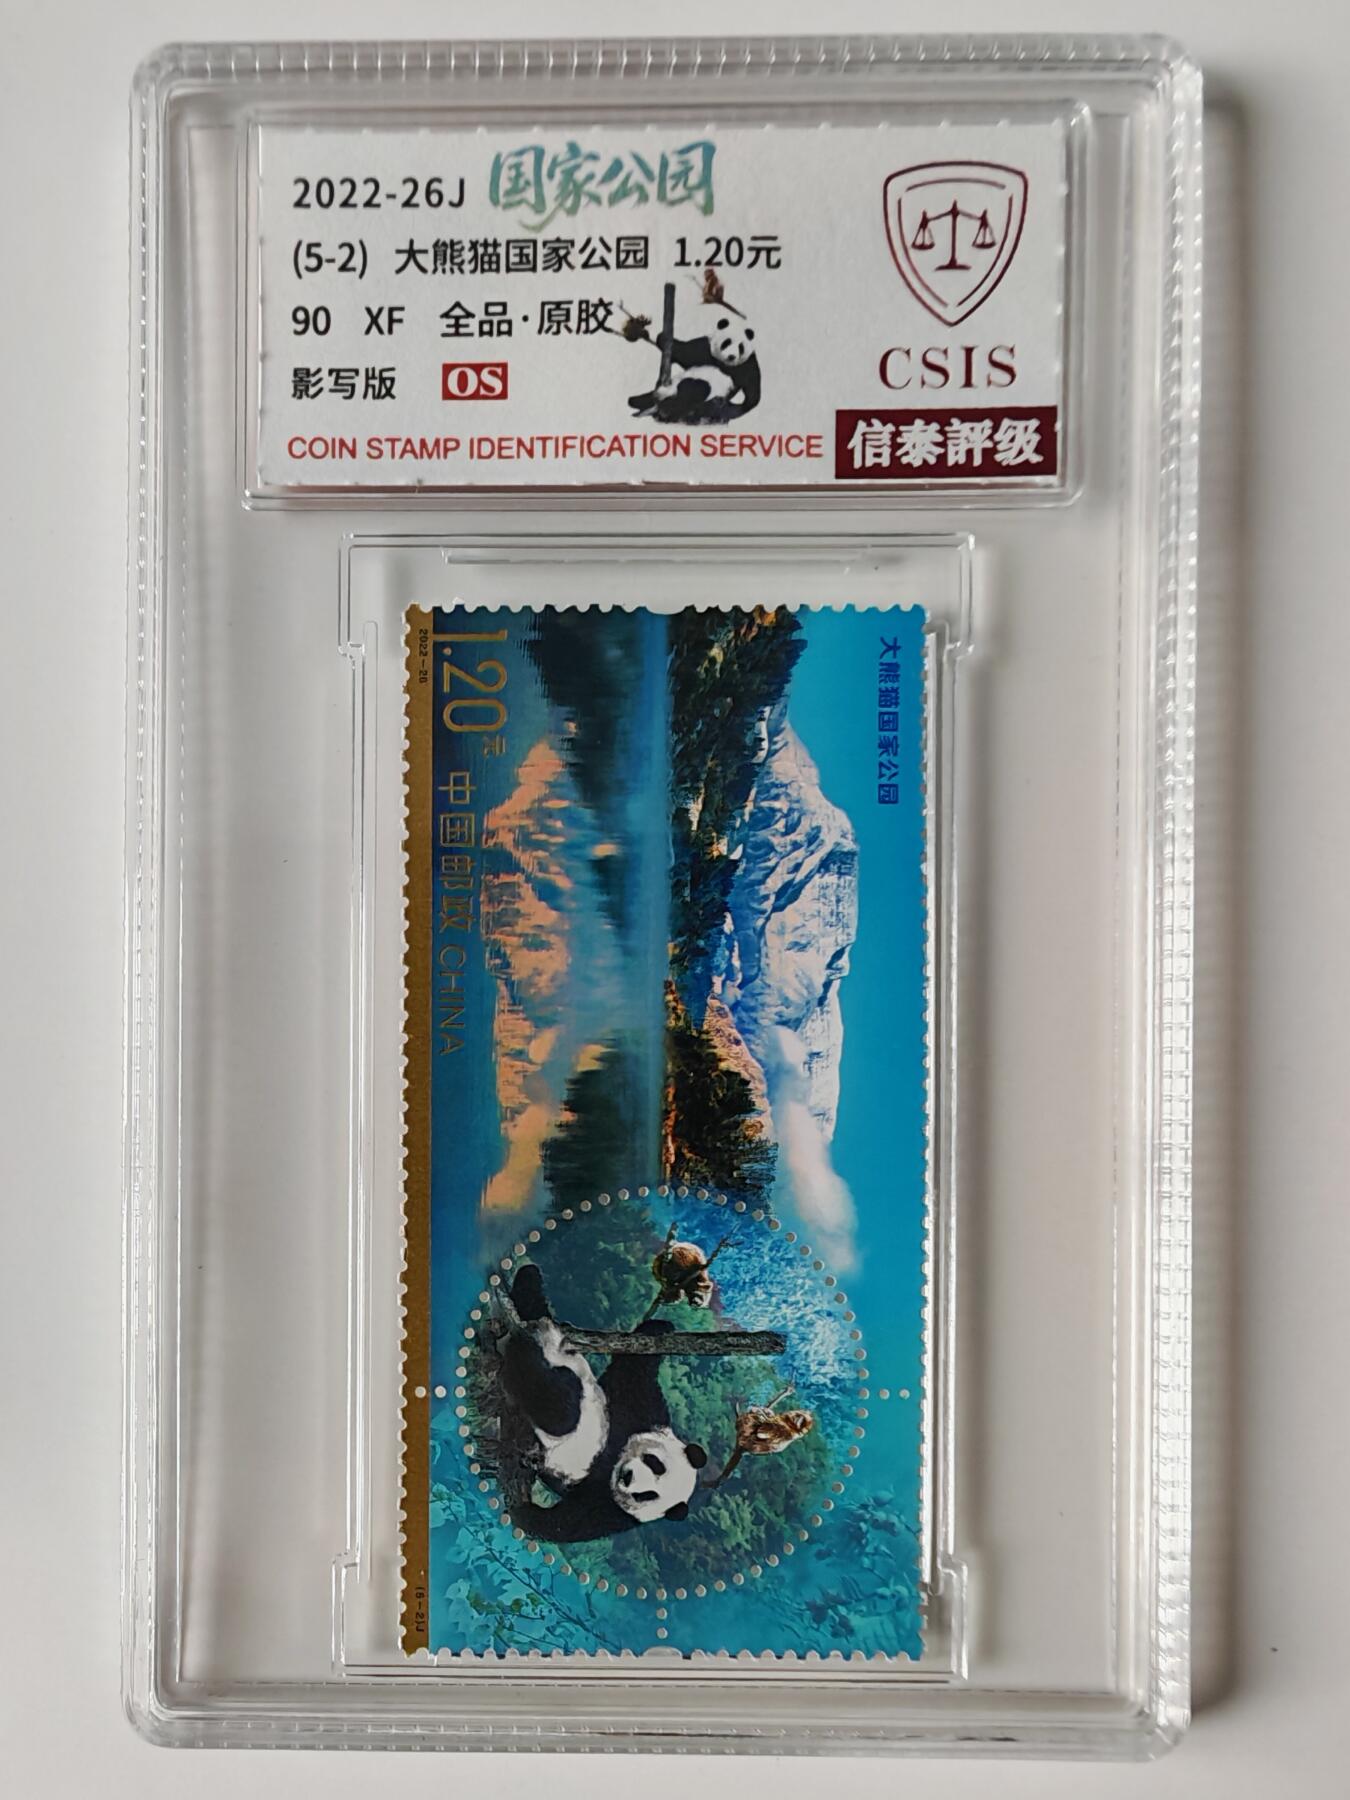 2022-26J 国家公园
(5-2) 大熊猫国家公园 1.20元
90 XF 全品·原胶
影写版 OS
COIN STAMP IDENTIFICATION SERVICE
CSIS
信泰評级
大熊猫国家公园
1.20元 中国邮政 CHINA
2022-26
(5-2)J